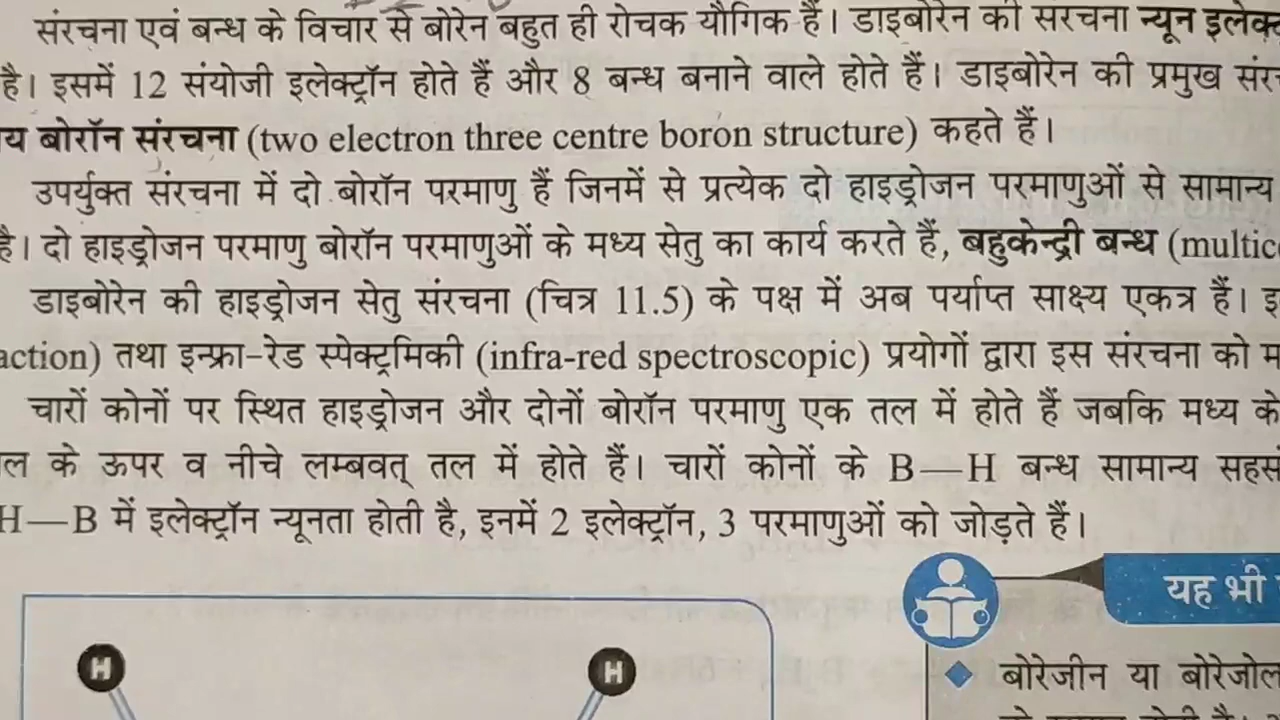 संरचना एवं बन्ध के विचार से बोरेन बहुत ही रोचक यौगिक हैं। डाइबोरेन की संरचना न्यून
है। इसमें 12 संयोजी इलेक्ट्रॉन होते हैं और 8 बन्ध बनाने वाले होते हैं। डाइबोरेन की प्रमुख
य बोरॉन संरचना (two electron three centre boron structure) कहते हैं।
उपर्युक्त संरचना में दो बोरॉन परमाणु हैं जिनमें से प्रत्येक दो हाइड्रोजन परमाणुओं से सामान्य
है। दो हाइड्रोजन परमाणु बोरॉन परमाणुओं के मध्य सेतु का कार्य करते हैं, बहुकेन्द्री बन्ध (multic
डाइबोरेन की हाइड्रोजन सेतु संरचना (चित्र 11.5) के पक्ष में अब पर्याप्त साक्ष्य एकत्र हैं। इ
action) तथा इन्फ्रा-रेड स्पेक्ट्रमिकी (infra-red spectroscopic) प्रयोगों द्वारा इस संरचना को म
चारों कोनों पर स्थित हाइड्रोजन और दोनों बोरॉन परमाणु एक तल में होते हैं जबकि मध्य के
ल के ऊपर व नीचे लम्बवत् तल में होते हैं। चारों कोनों के B—H बन्ध सामान्य सहसं
H—B में इलेक्ट्रॉन न्यूनता होती है, इनमें 2 इलेक्ट्रॉन, 3 परमाणुओं को जोड़ते हैं।
यह भी
H H
बोरेजीन या बोरेजोल